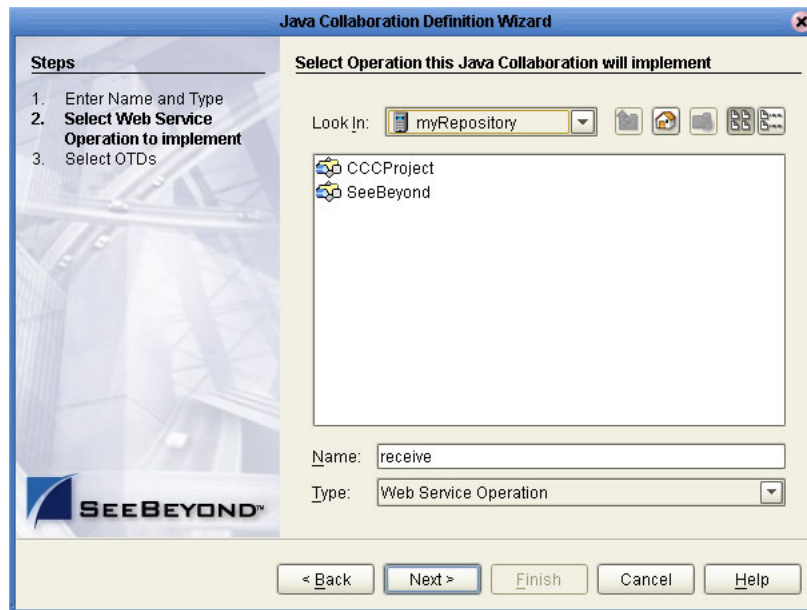 Java Collaboration Definition Wizard
Steps
1. Enter Name and Type
2. Select Web Service
Operation to implement
3. Select OTDs
Select Operation this Java Collaboration will implement
Look In: myRepository
CCCProject
SeeBeyond
Name: receive
Type: Web Service Operation
SEEBEYOND™
< Back Next > Finish Cancel Help